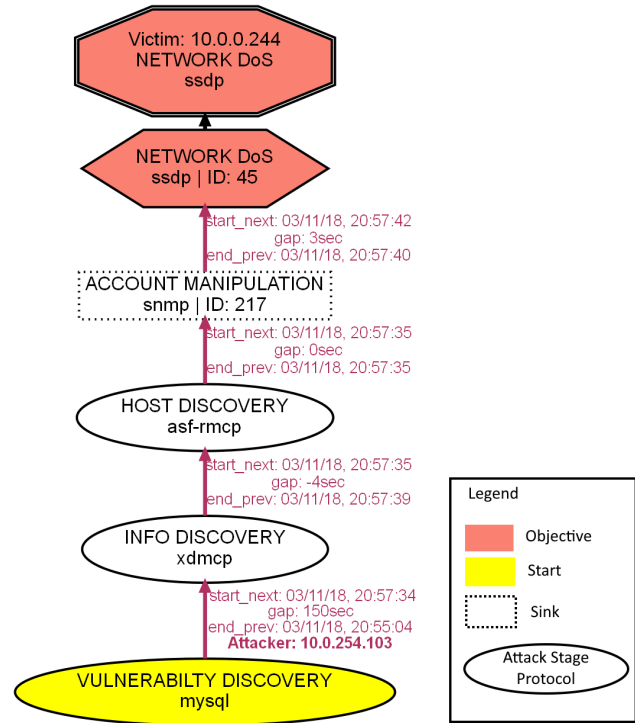 Victim: 10.0.0.244
NETWORK DoS
ssdp
NETWORK DoS
ssdp | ID: 45
start_next: 03/11/18, 20:57:42
gap: 3sec
end_prev: 03/11/18, 20:57:40
ACCOUNT MANIPULATION
snmp | ID: 217
start_next: 03/11/18, 20:57:35
gap: 0sec
end_prev: 03/11/18, 20:57:35
HOST DISCOVERY
asf-rmcp
start_next: 03/11/18, 20:57:35
gap: -4sec
end_prev: 03/11/18, 20:57:39
INFO DISCOVERY
xdmcp
start_next: 03/11/18, 20:57:34
gap: 150sec
end_prev: 03/11/18, 20:55:04
Attacker: 10.0.254.103
VULNERABILTY DISCOVERY
mysql
Legend
Objective
Start
Sink
Attack Stage
Protocol